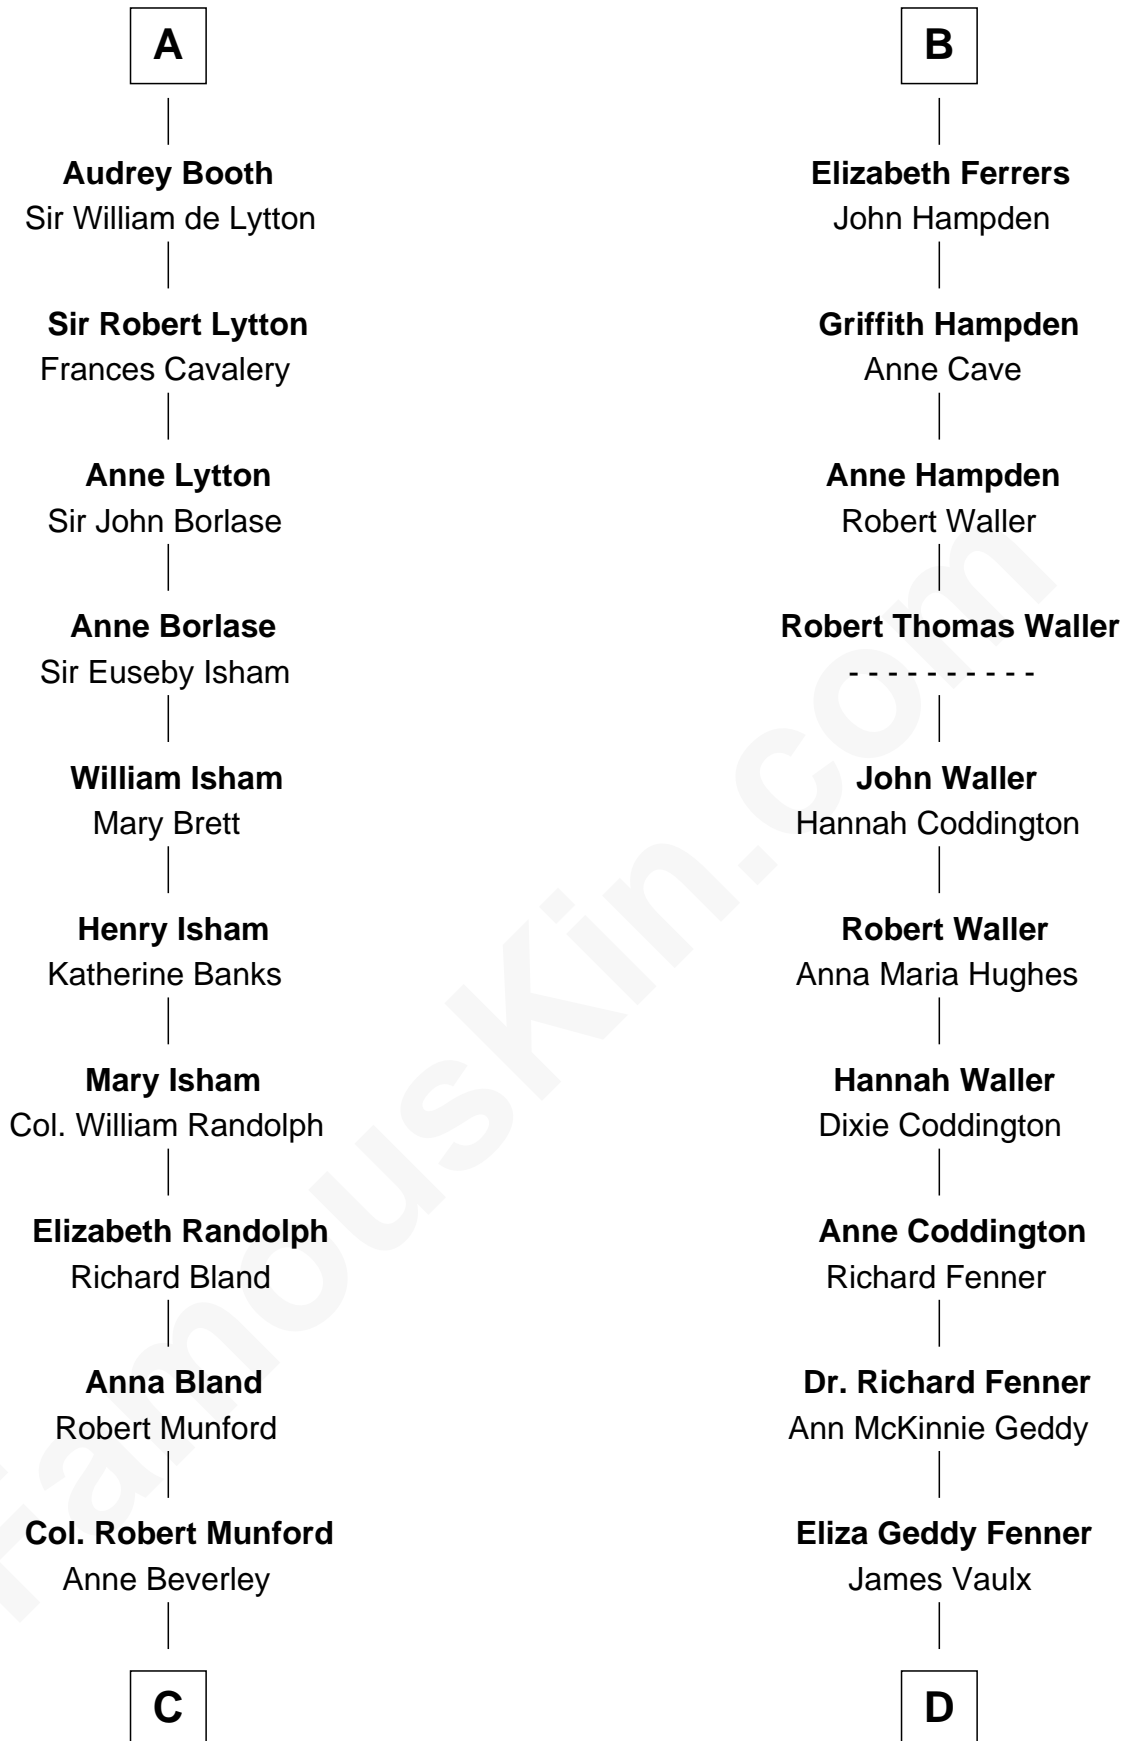 A
Audrey Booth
Sir William de Lytton
Sir Robert Lytton
Frances Cavalery
Anne Lytton
Sir John Borlase
Anne Borlase
Sir Euseby Isham
William Isham
Mary Brett
Henry Isham
Katherine Banks
Mary Isham
Col. William Randolph
Elizabeth Randolph
Richard Bland
Anna Bland
Robert Munford
Col. Robert Munford
Anne Beverley
C
B
Elizabeth Ferrers
John Hampden
Griffith Hampden
Anne Cave
Anne Hampden
Robert Waller
Robert Thomas Waller
- - - - - - - - - -
John Waller
Hannah Coddington
Robert Waller
Anna Maria Hughes
Hannah Waller
Dixie Coddington
Anne Coddington
Richard Fenner
Dr. Richard Fenner
Ann McKinnie Geddy
Eliza Geddy Fenner
James Vaulx
D
FamousKin.com